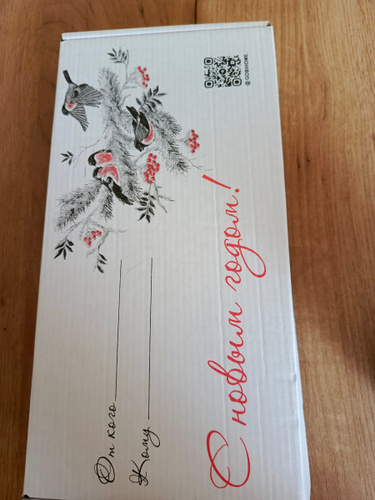 От кого
Кому
С новым годом!